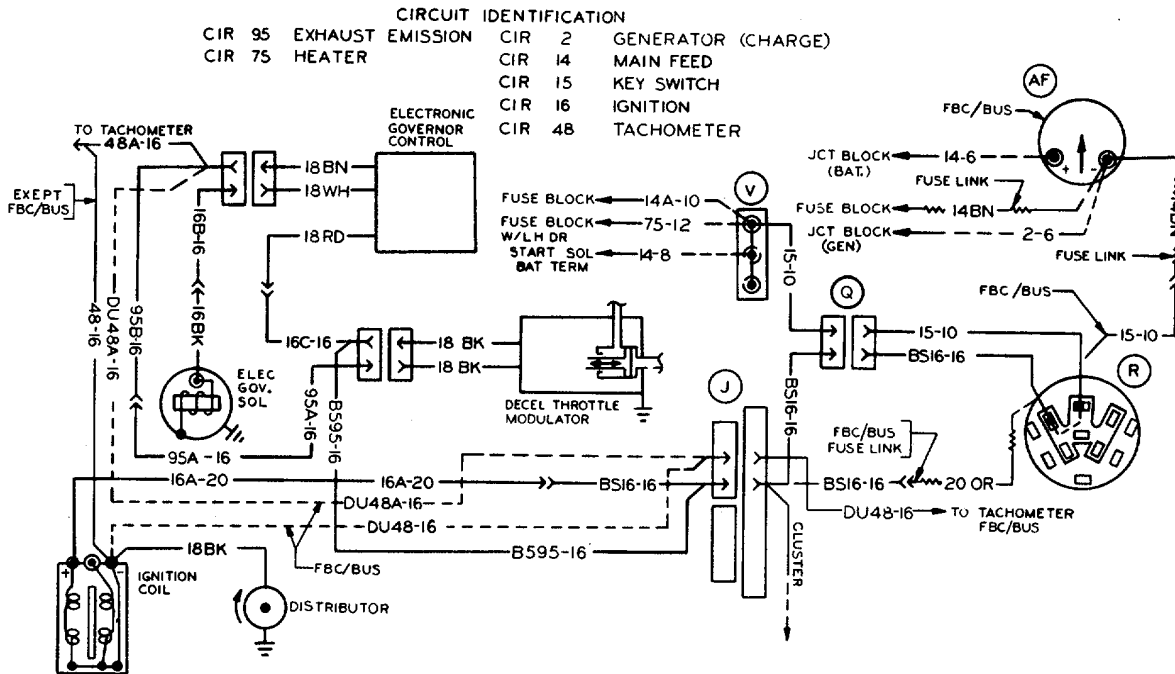 CIRCUIT IDENTIFICATION
CIR 95 EXHAUST EMISSION
CIR 75 HEATER
CIR 2 GENERATOR (CHARGE)
CIR 14 MAIN FEED
CIR 15 KEY SWITCH
CIR 16 IGNITION
CIR 48 TACHOMETER
TO TACHOMETER
48A-16
EXEPT
FBC/BUS
ELECTRONIC
GOVERNOR
CONTROL
18BN
18WH
18RD
16B-16
16BK
48-16
DU48A-16
95B-16
ELEC
GOV.
SOL
95A-16
95A-16
16C-16
B595-16
18 BK
18 BK
DECEL THROTTLE
MODULATOR
FUSE BLOCK
14A-10
FUSE BLOCK
75-12
W/LH DR
START SOL
BAT TERM
14-8
V
15-10
Q
AF
FBC/BUS
JCT BLOCK
(BAT.)
14-6
+
-
FUSE LINK
FUSE BLOCK
14BN
JCT BLOCK
(GEN)
2-6
FUSE LINK
FBC/BUS
15-10
15-10
BS16-16
R
J
BS16-16
FBC/BUS
FUSE LINK
BS16-16
20 OR
DU48-16
TO TACHOMETER
FBC/BUS
CLUSTER
16A-20
16A-20
BS16-16
DU48A-16
DU48-16
B595-16
FBC/BUS
18BK
+
-
IGNITION
COIL
DISTRIBUTOR